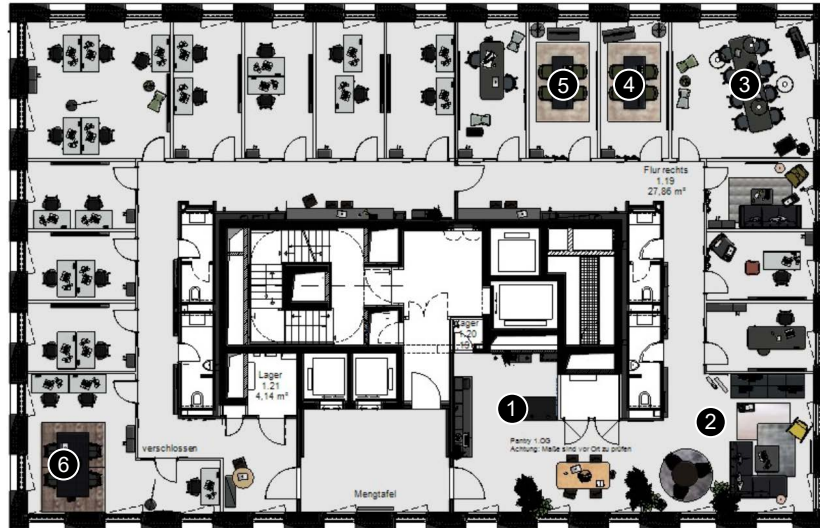 5
4
3
Flur rechts
1.19
27,86 m²
Lager
1.20
Lager
1.21
4,14 m²
1
2
Pantry 1.OG
Achtung: Maße sind vor Ort zu prüfen
verschlossen
6
Mengtafel